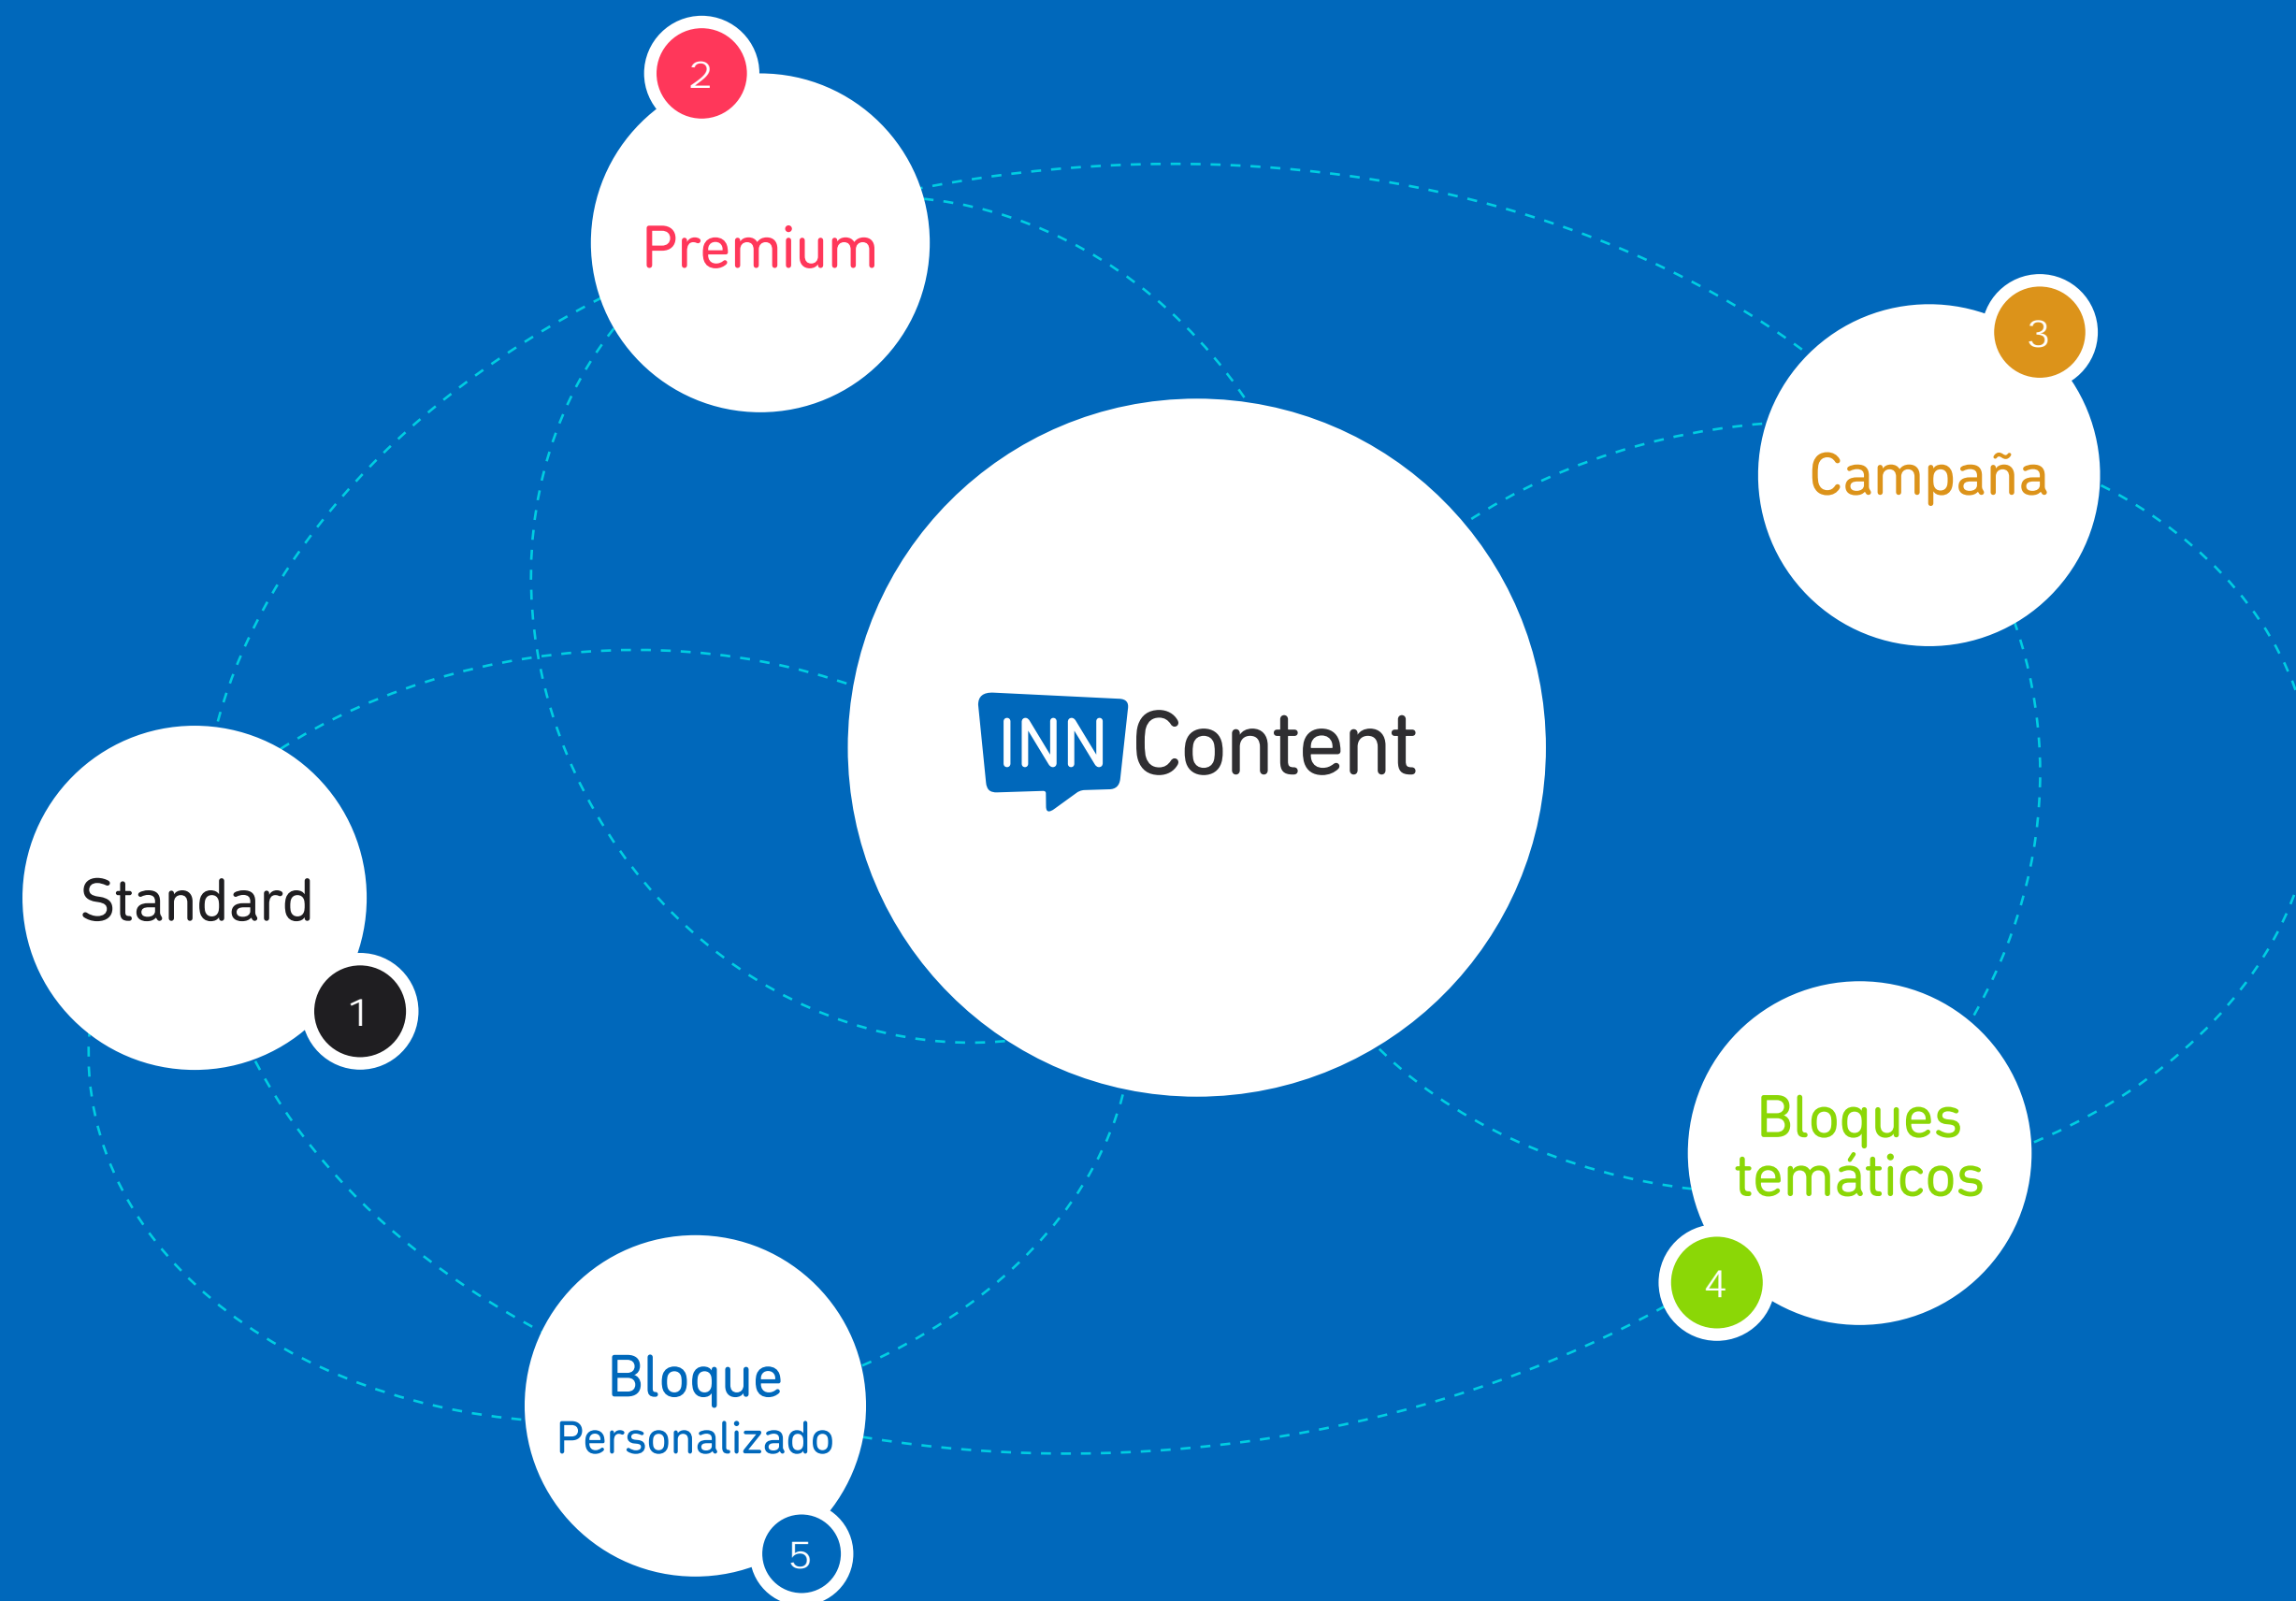 2
Premium
3
Campaña
INN Content
Standard
1
Bloques
temáticos
4
Bloque
Personalizado
5